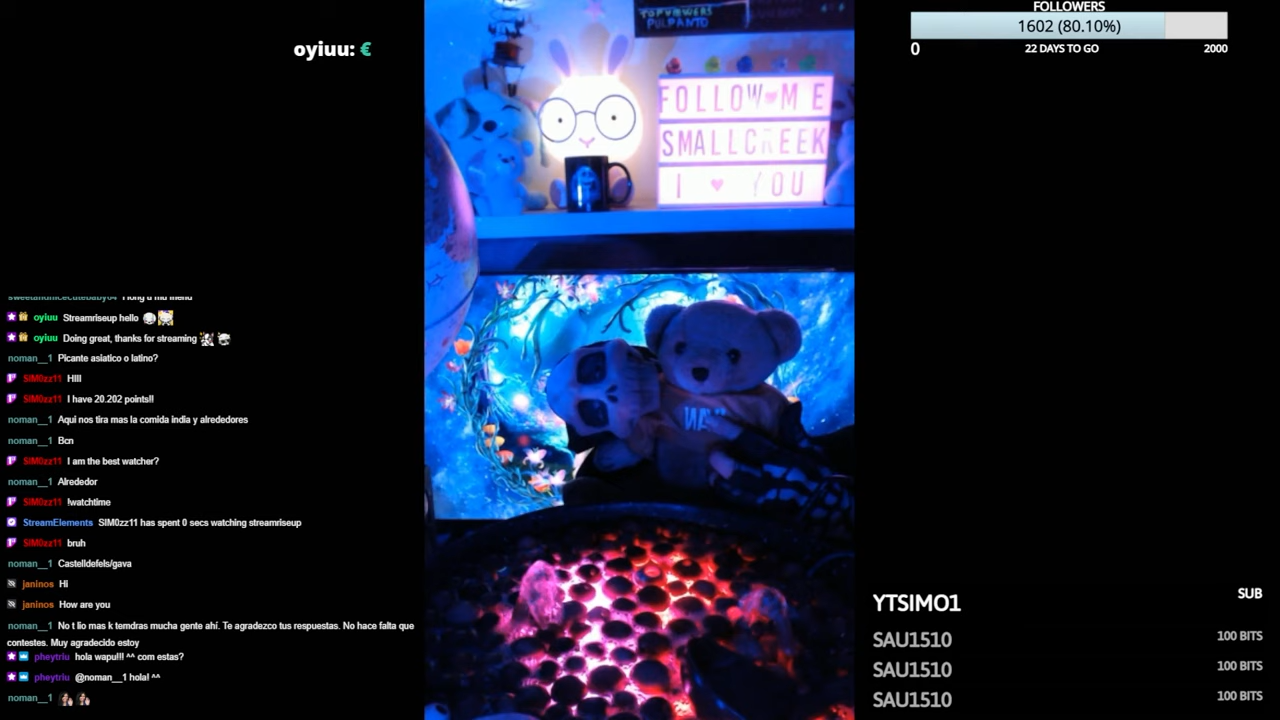 oyiuu: €
oyiuu Streamriseup hello
oyiuu Doing great, thanks for streaming
noman__1 Picante asiatico o latino?
SIM0zz11 HIII
SIM0zz11 I have 20.202 points!!
noman__1 Aqui nos tira mas la comida india y alrededores
noman__1 Bcn
SIM0zz11 I am the best watcher?
noman__1 Alrededor
SIM0zz11 !watchtime
StreamElements SIM0zz11 has spent 0 secs watching streamriseup
SIM0zz11 bruh
noman__1 Castelldefels/gava
janinos Hi
janinos How are you
noman__1 No t lio mas k temdras mucha gente ahí. Te agradezco tus respuestas. No hace falta que
contestes. Muy agradecido estoy
pheytriu hola wapu!!! ^^ com estas?
pheytriu @noman__1 hola! ^^
noman__1
TOPVIEWERS
PULPANTO
FOLLOW♥ME
SMALLCREEK
I ♥ YOU
FOLLOWERS
1602 (80.10%)
0 22 DAYS TO GO 2000
YTSIMO1 SUB
SAU1510 100 BITS
SAU1510 100 BITS
SAU1510 100 BITS